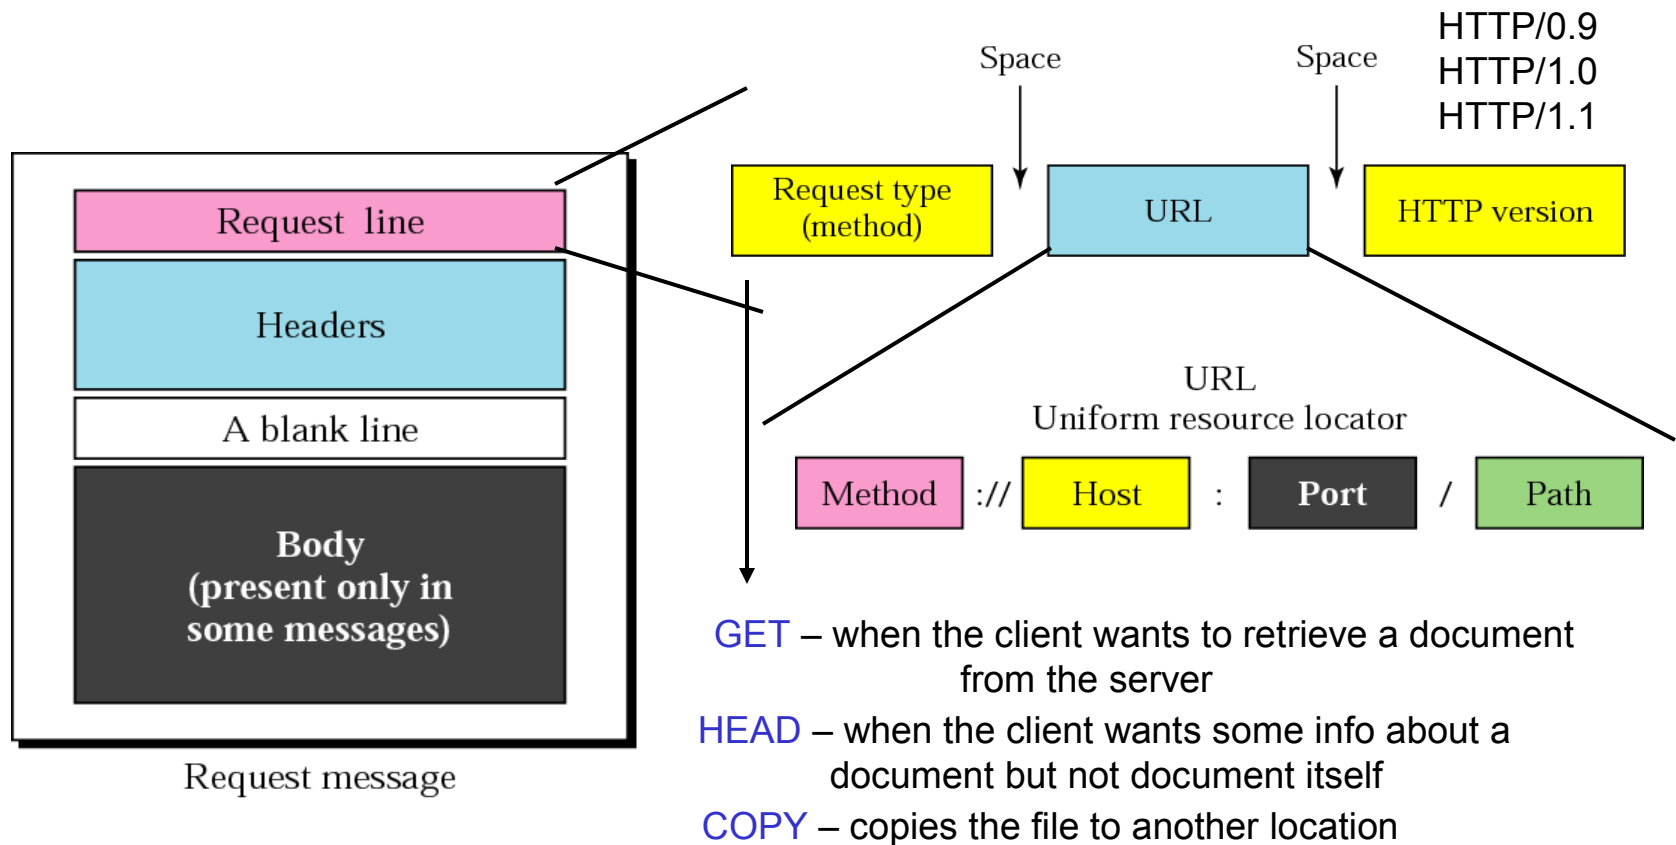 Request line
Headers
A blank line
Body
(present only in
some messages)
Request message
Space
Space
HTTP/0.9
HTTP/1.0
HTTP/1.1
Request type
(method)
URL
HTTP version
URL
Uniform resource locator
Method :// Host : Port / Path
GET – when the client wants to retrieve a document
from the server
HEAD – when the client wants some info about a
document but not document itself
COPY – copies the file to another location